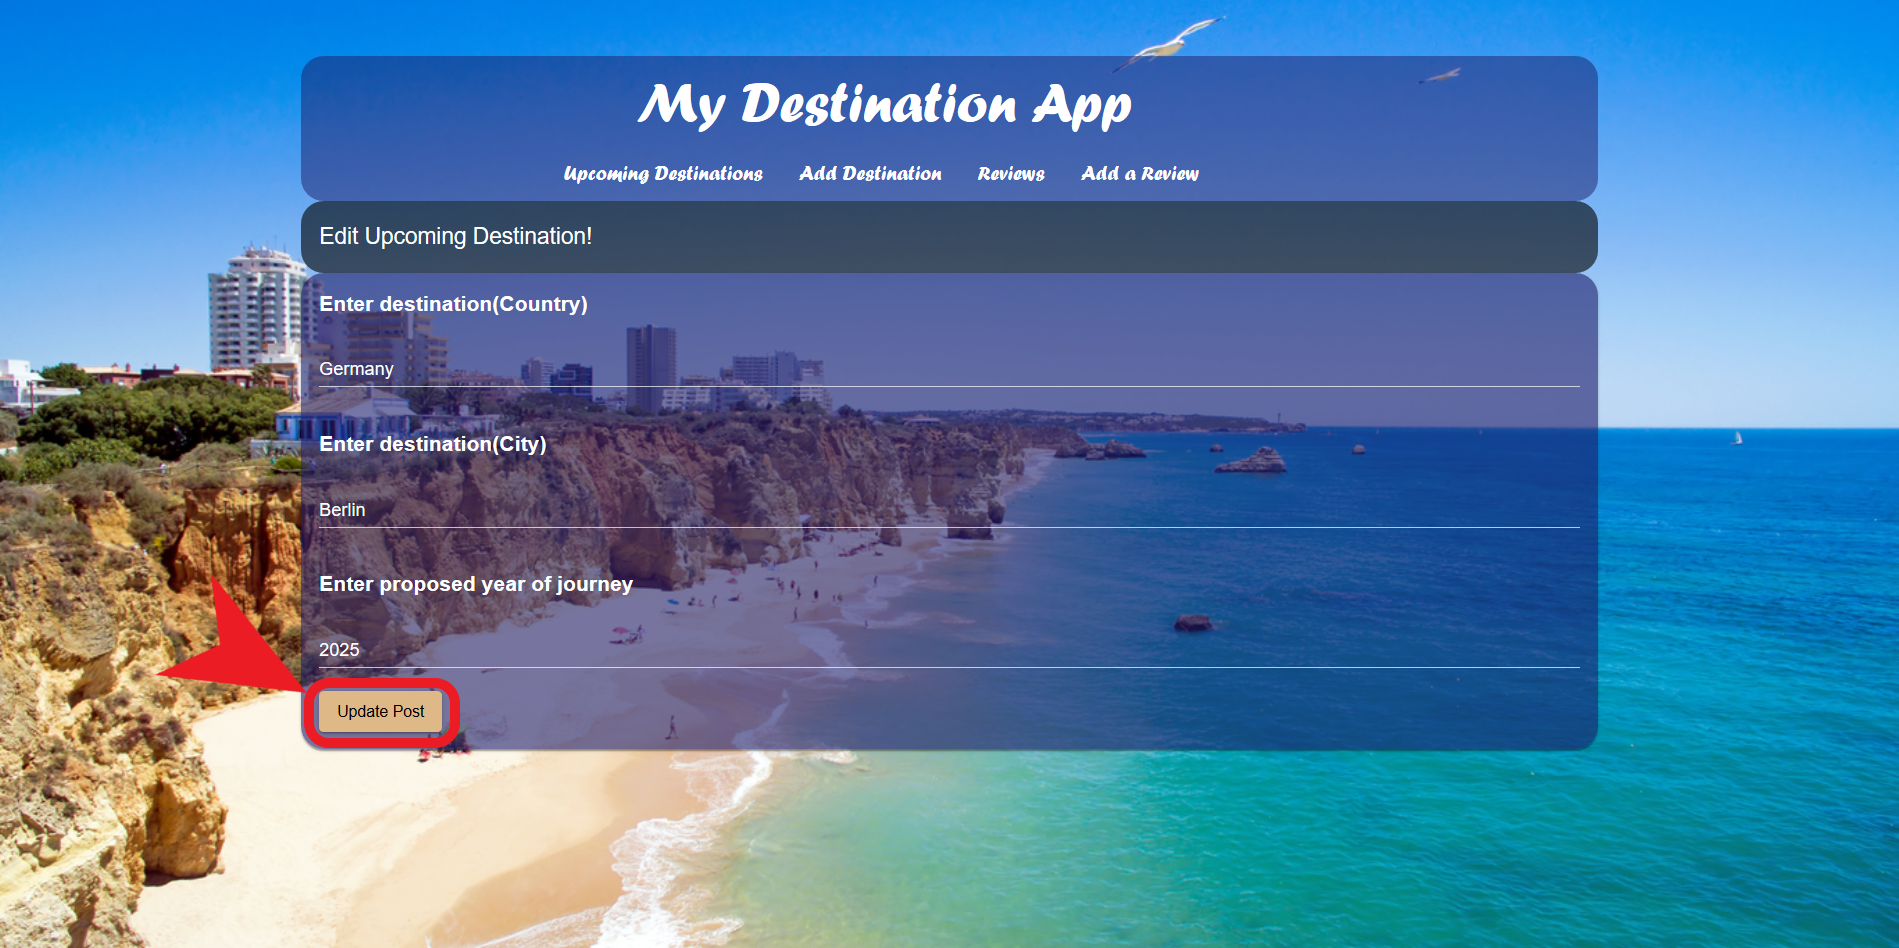 My Destination App
Upcoming Destinations Add Destination Reviews Add a Review
Edit Upcoming Destination!
Enter destination(Country)
Germany
Enter destination(City)
Berlin
Enter proposed year of journey
2025
Update Post